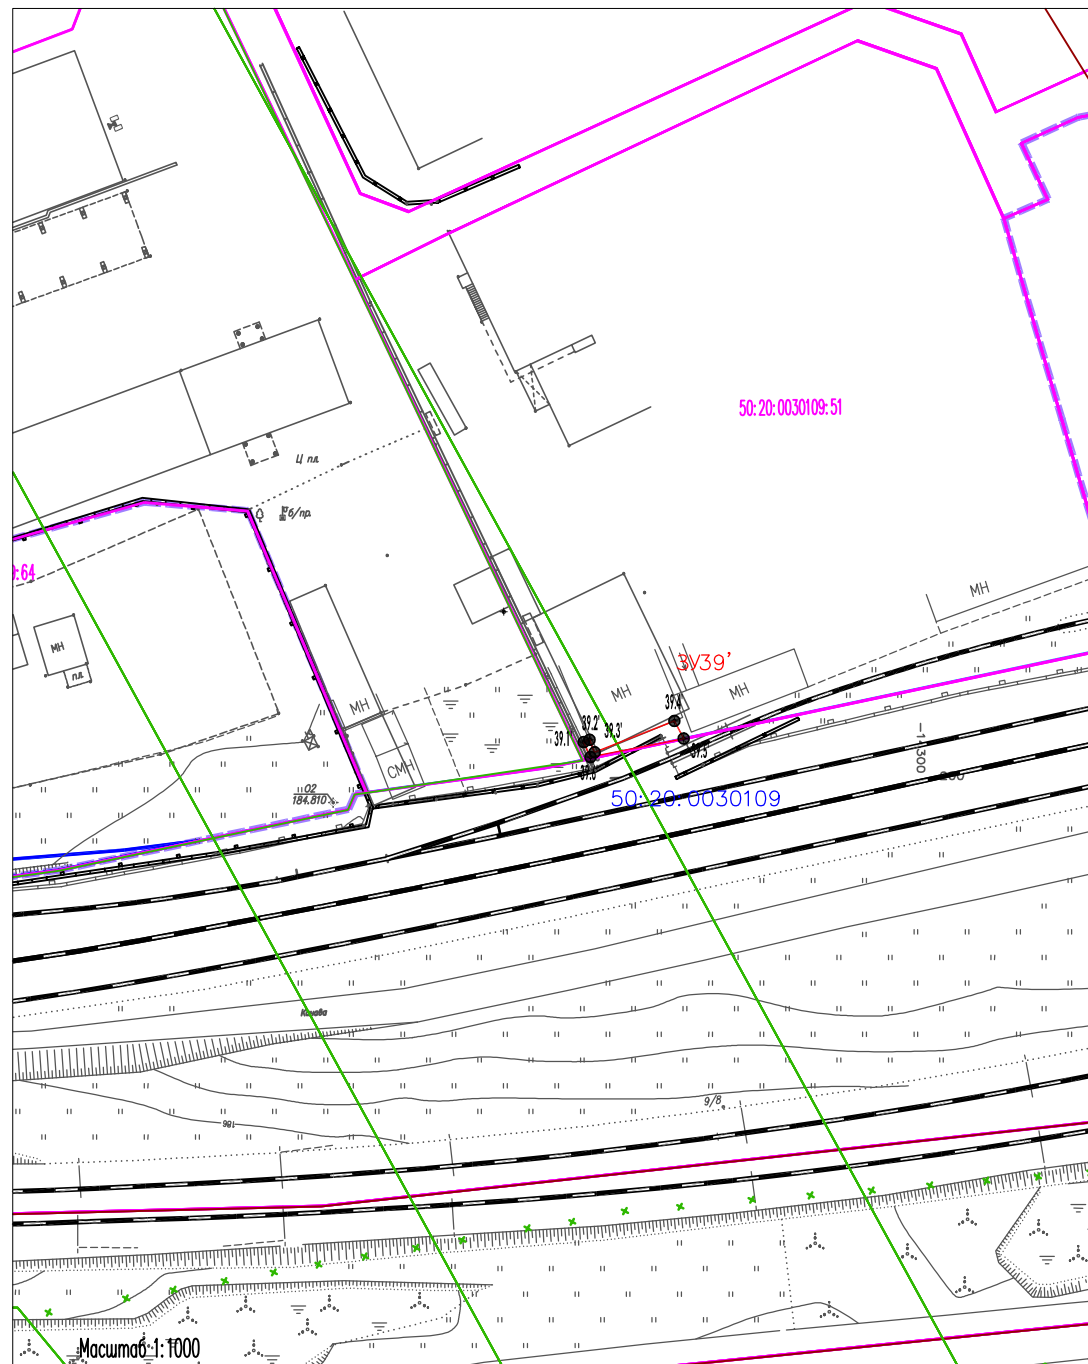 50:20:0030109:51
Ц пл.
б/пр.
:64
МН
пл
МН
ЗУ39'
МН
МН
МН
39.4'
39.2'
39.3'
39.1'
39.5'
39.6'
СМН
02
184.810
50:20:0030109
-14300
Канава
9/8
186
Масштаб 1:1000